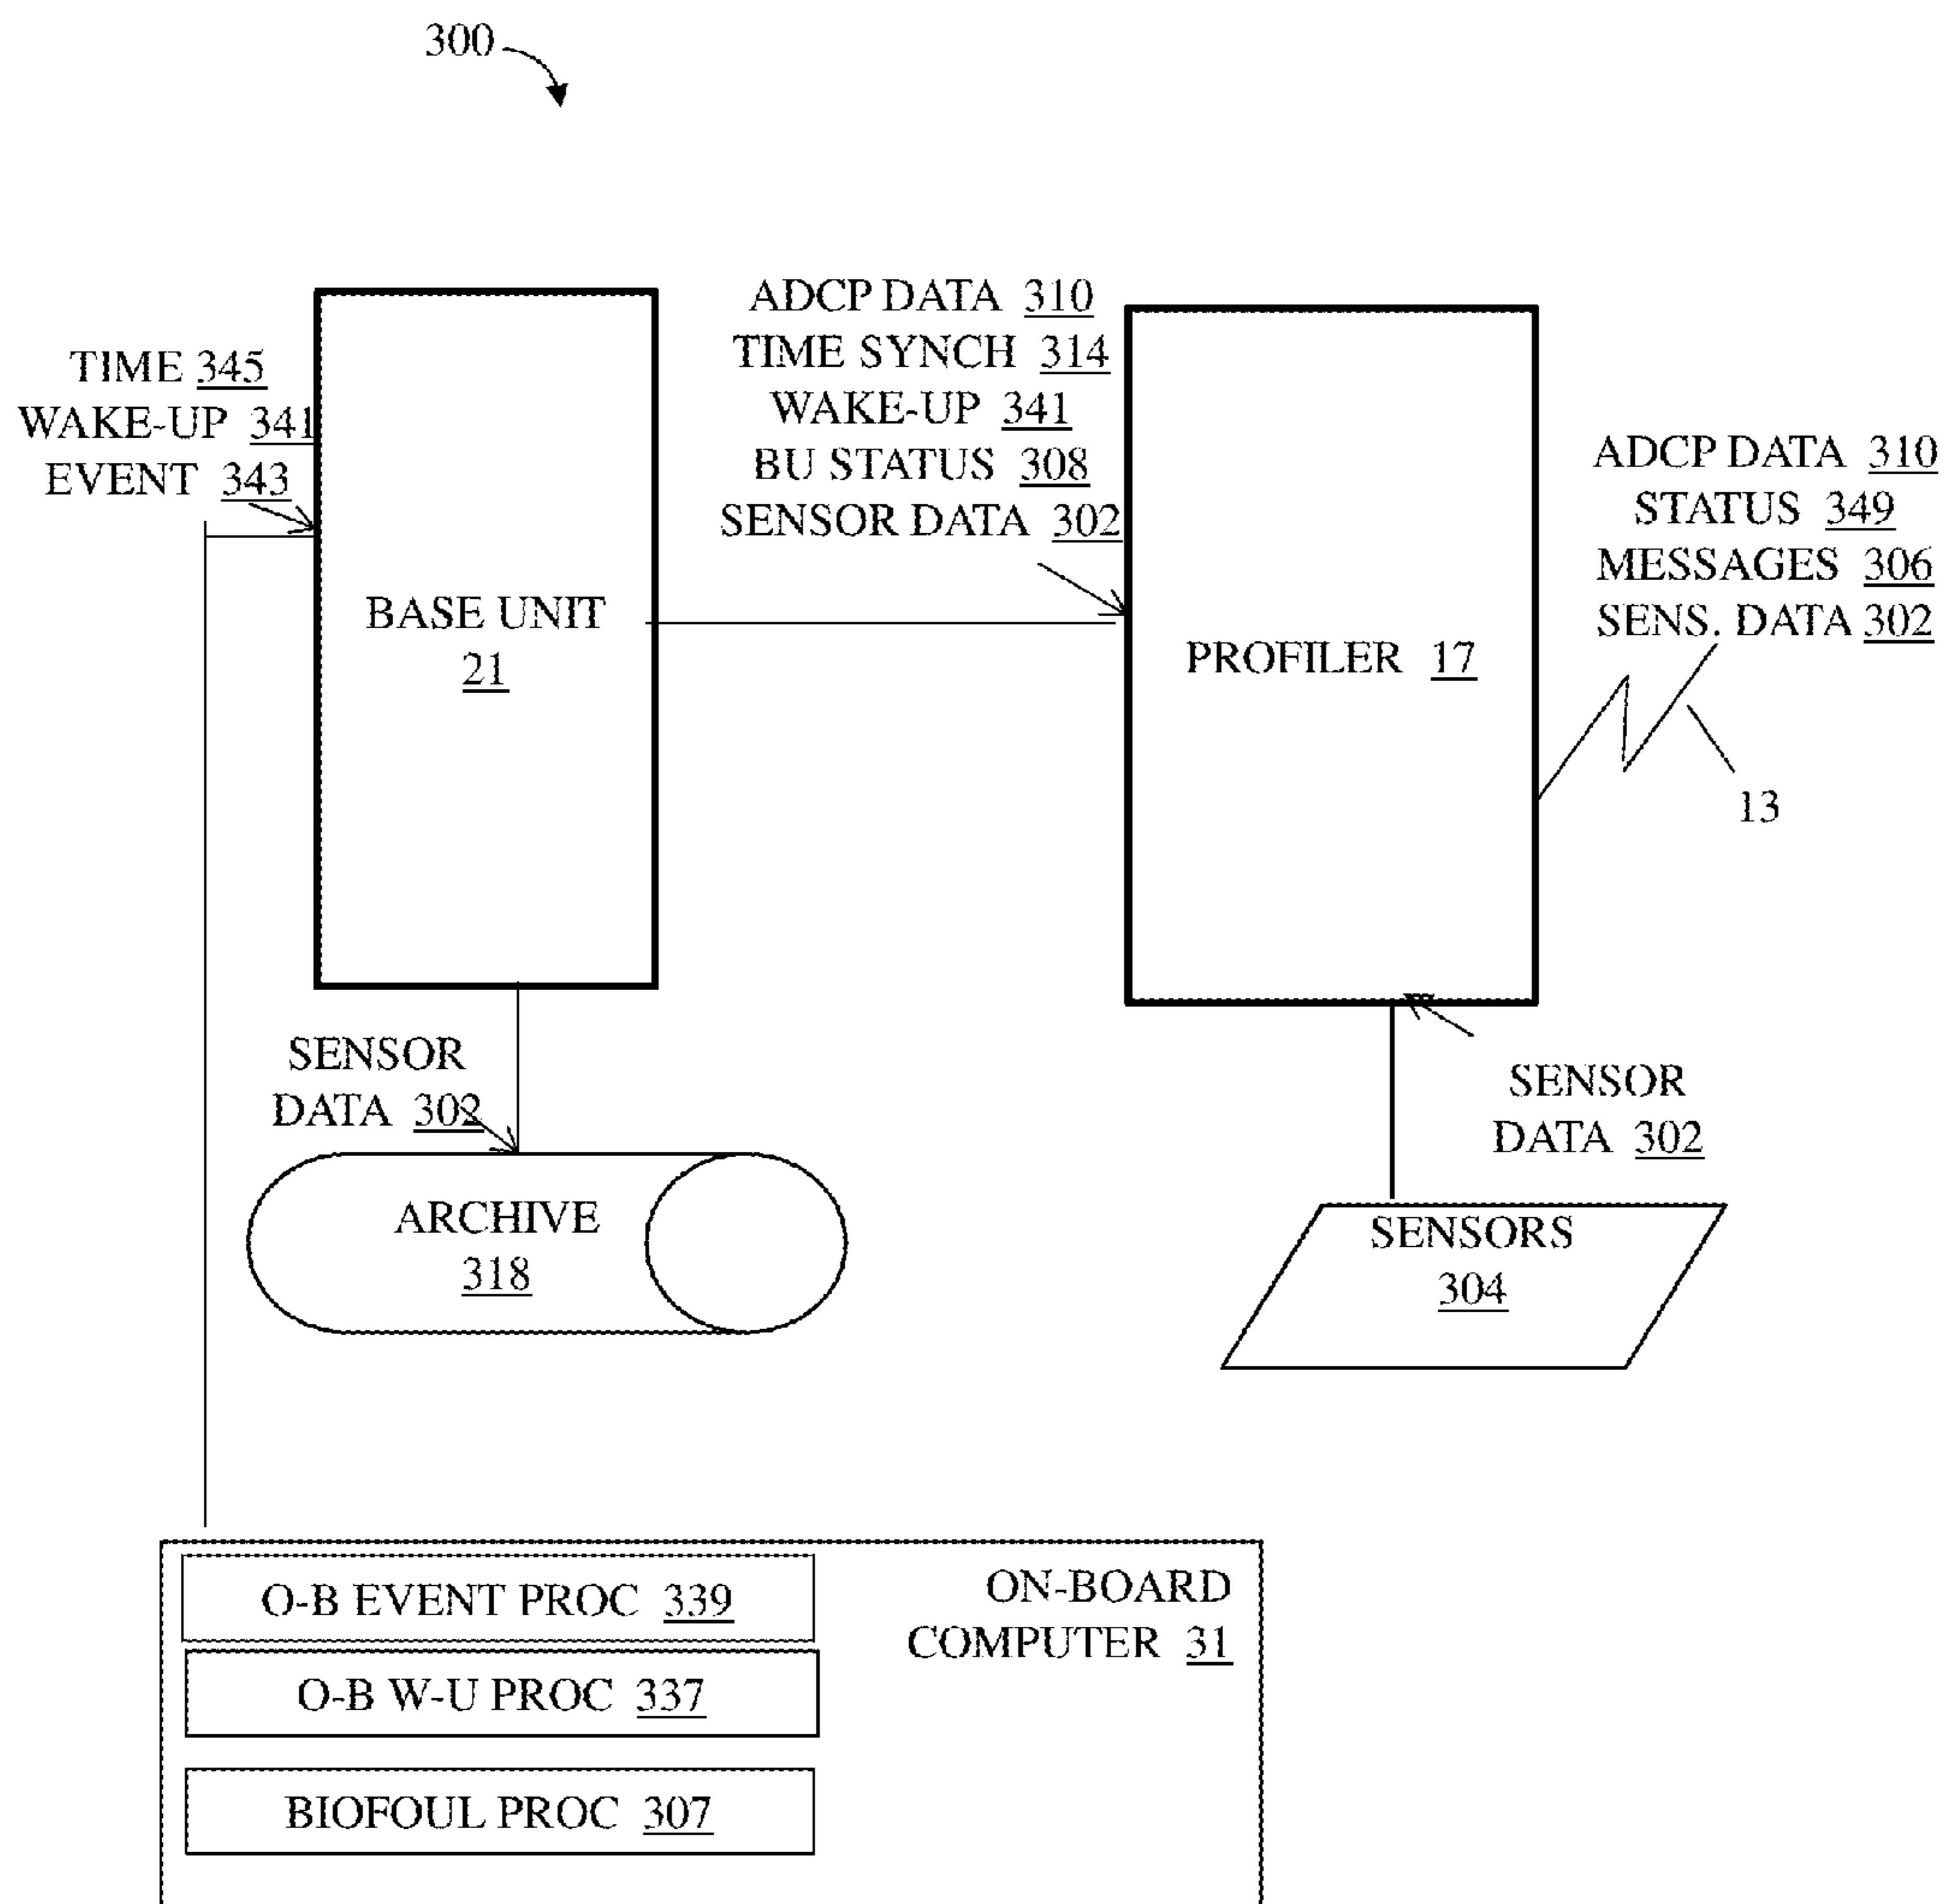 300
ADCP DATA 310
TIME SYNCH 314
WAKE-UP 341
BU STATUS 308
SENSOR DATA 302
TIME 345
WAKE-UP 341
EVENT 343
ADCP DATA 310
STATUS 349
MESSAGES 306
SENS. DATA 302
BASE UNIT
21
PROFILER 17
13
SENSOR
DATA 302
SENSOR
DATA 302
ARCHIVE
318
SENSORS
304
O-B EVENT PROC 339
ON-BOARD
COMPUTER 31
O-B W-U PROC 337
BIOFOUL PROC 307